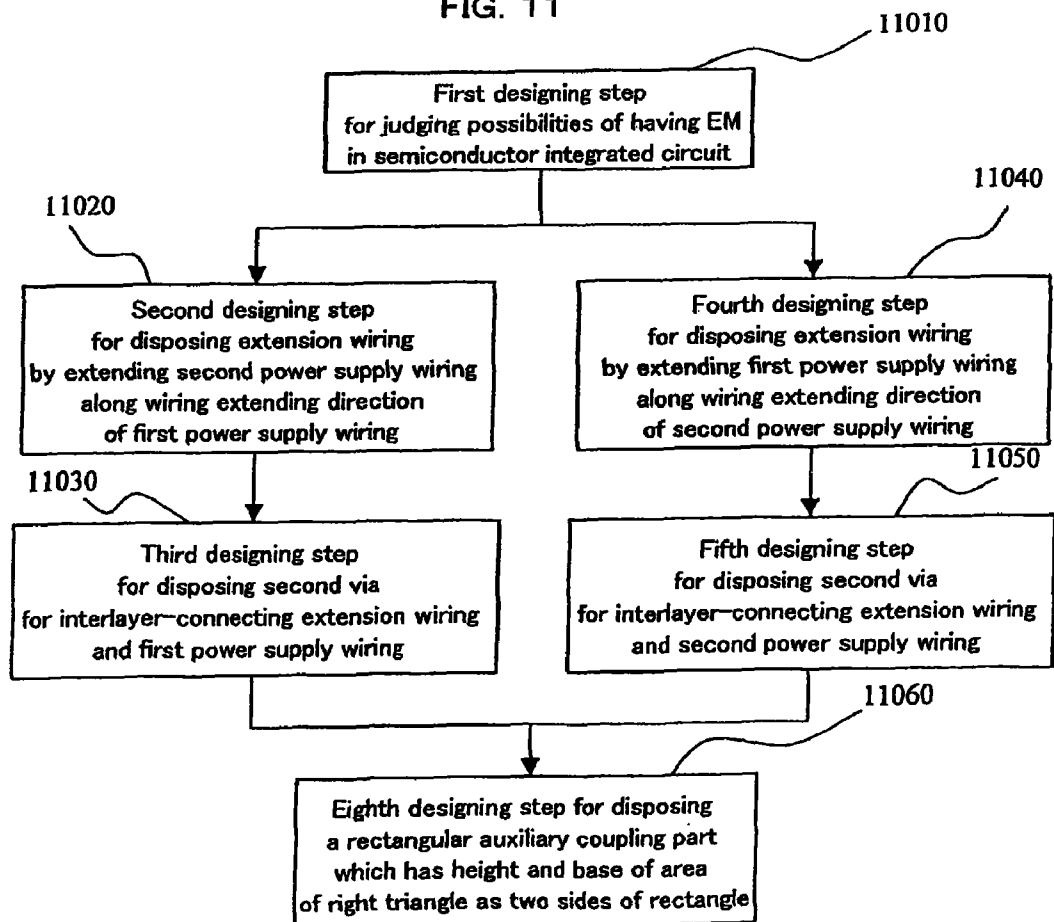 FIG. 11
11010
First designing step
for judging possibilities of having EM
in semiconductor integrated circuit
11020
11040
Second designing step
for disposing extension wiring
by extending second power supply wiring
along wiring extending direction
of first power supply wiring
Fourth designing step
for disposing extension wiring
by extending first power supply wiring
along wiring extending direction
of second power supply wiring
11030
11050
Third designing step
for disposing second via
for interlayer-connecting extension wiring
and first power supply wiring
Fifth designing step
for disposing second via
for interlayer-connecting extension wiring
and second power supply wiring
11060
Eighth designing step for disposing
a rectangular auxiliary coupling part
which has height and base of area
of right triangle as two sides of rectangle